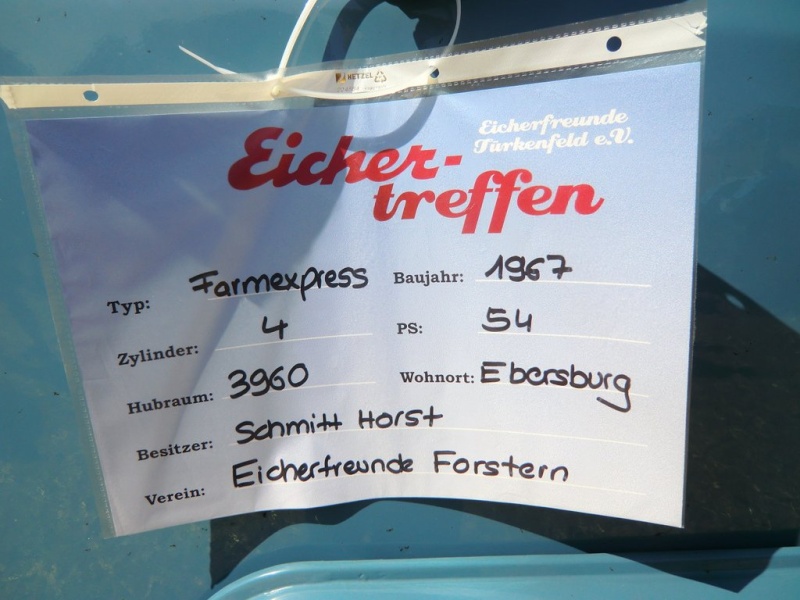 HETZEL
Eicherfreunde
Türkenfeld e.V.
Eicher-
treffen
Typ: Farmexpress Baujahr: 1967
Zylinder: 4 PS: 54
Hubraum: 3960 Wohnort: Ebersburg
Besitzer: Schmitt Horst
Verein: Eicherfreunde Forstern